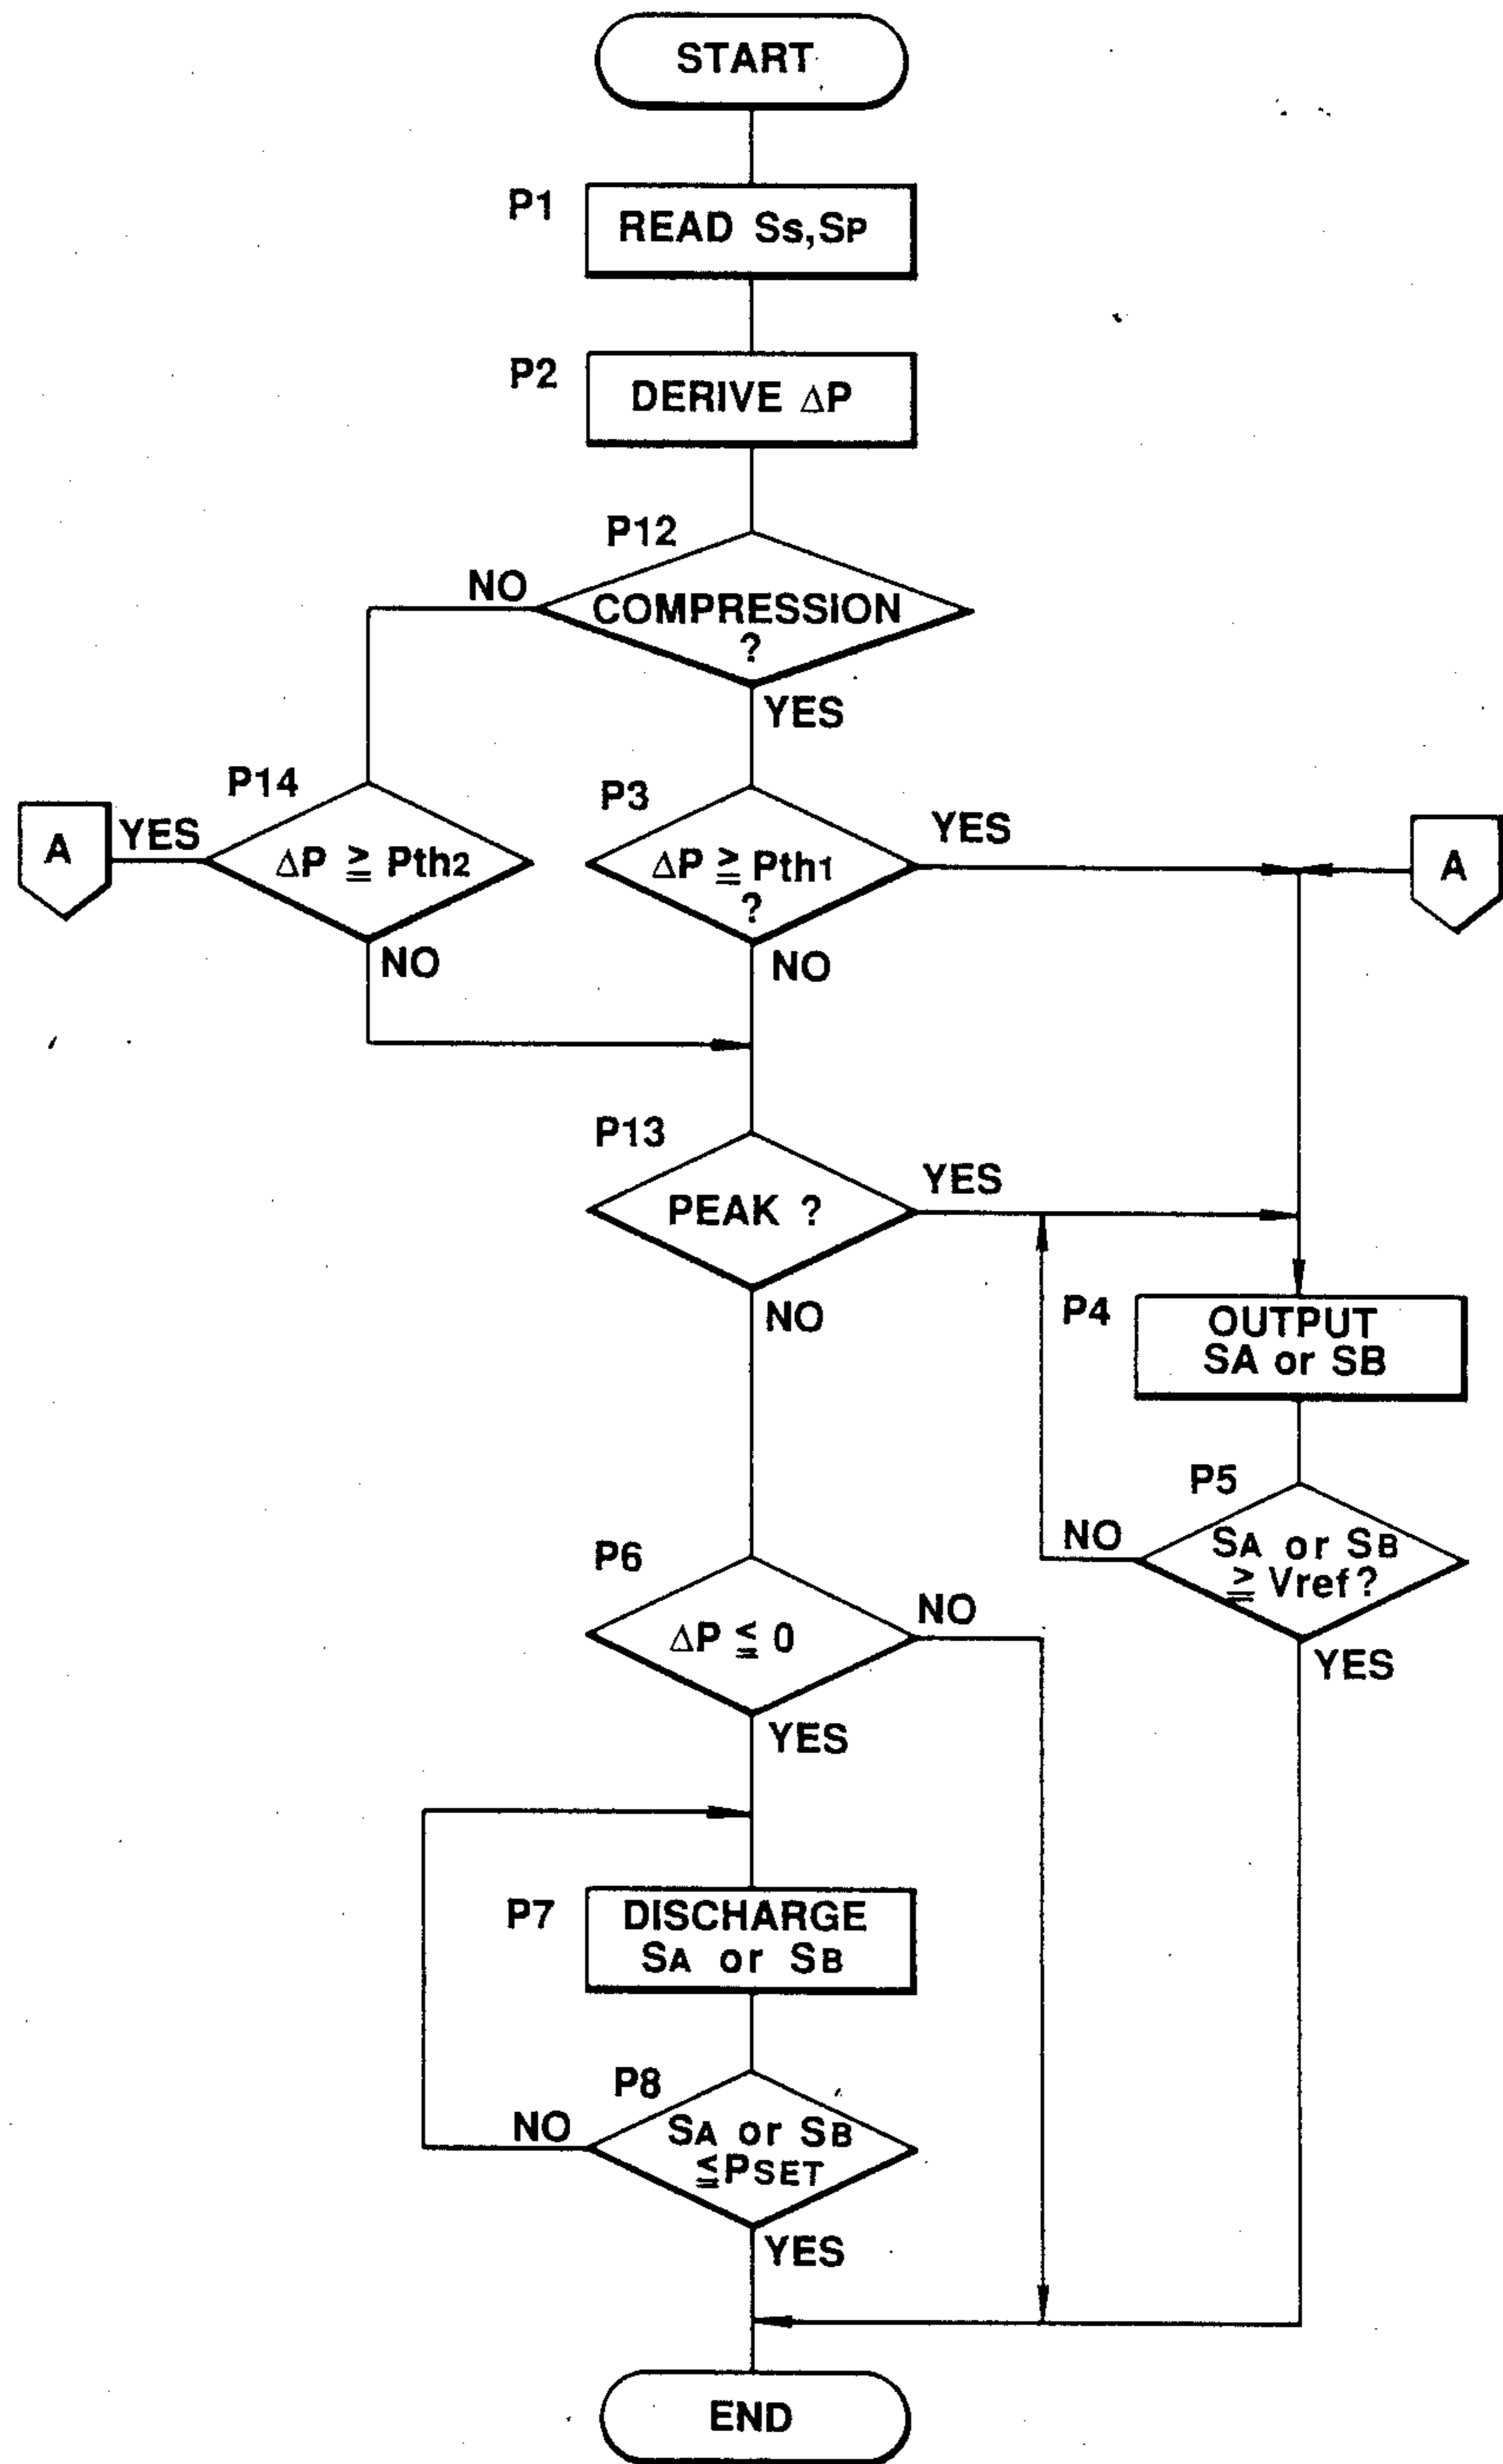 START
P1
READ Ss,SP
P2
DERIVE ΔP
P12
NO
COMPRESSION
?
YES
P14
P3
A
YES
ΔP ≧ Pth2
ΔP ≧ Pth1
?
YES
A
NO
NO
P13
PEAK ?
YES
NO
P4
OUTPUT
SA or SB
P5
NO
SA or SB
≧ Vref?
YES
P6
ΔP ≦ 0
NO
YES
P7
DISCHARGE
SA or SB
P8
NO
SA or SB
≦PSET
YES
END